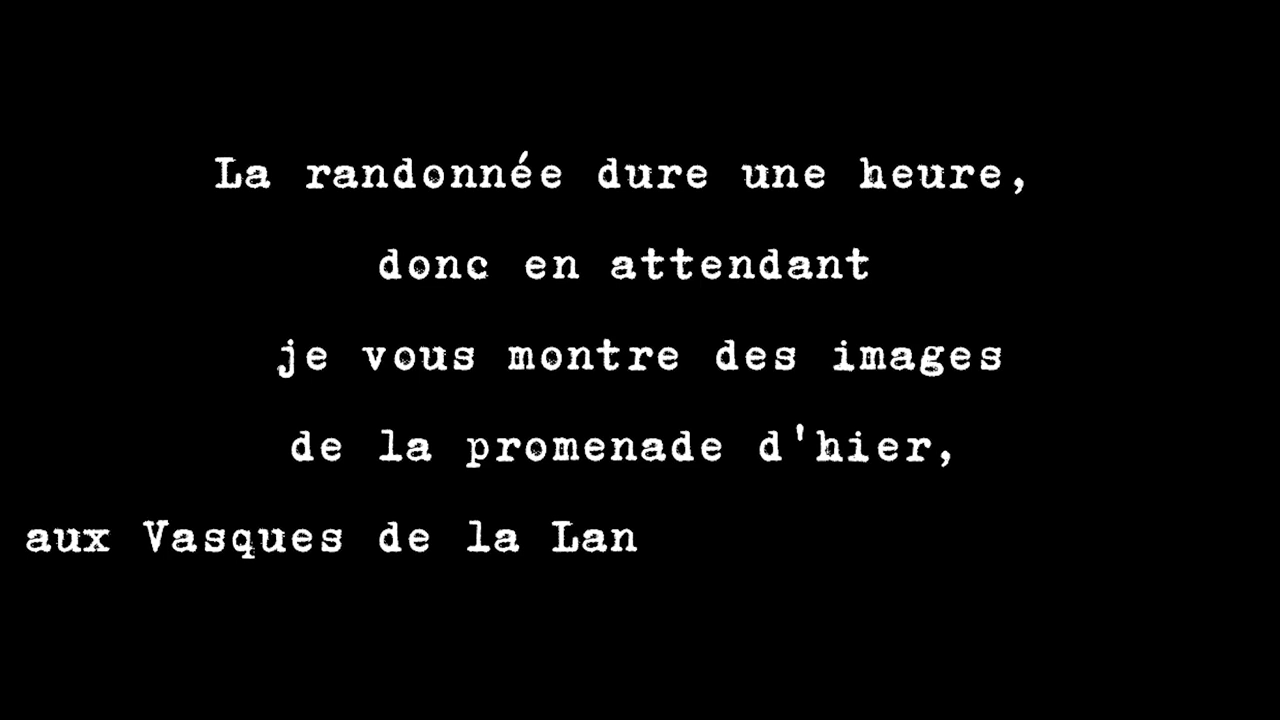 La randonnée dure une heure,
donc en attendant
je vous montre des images
de la promenade d'hier,
aux Vasques de la Lan